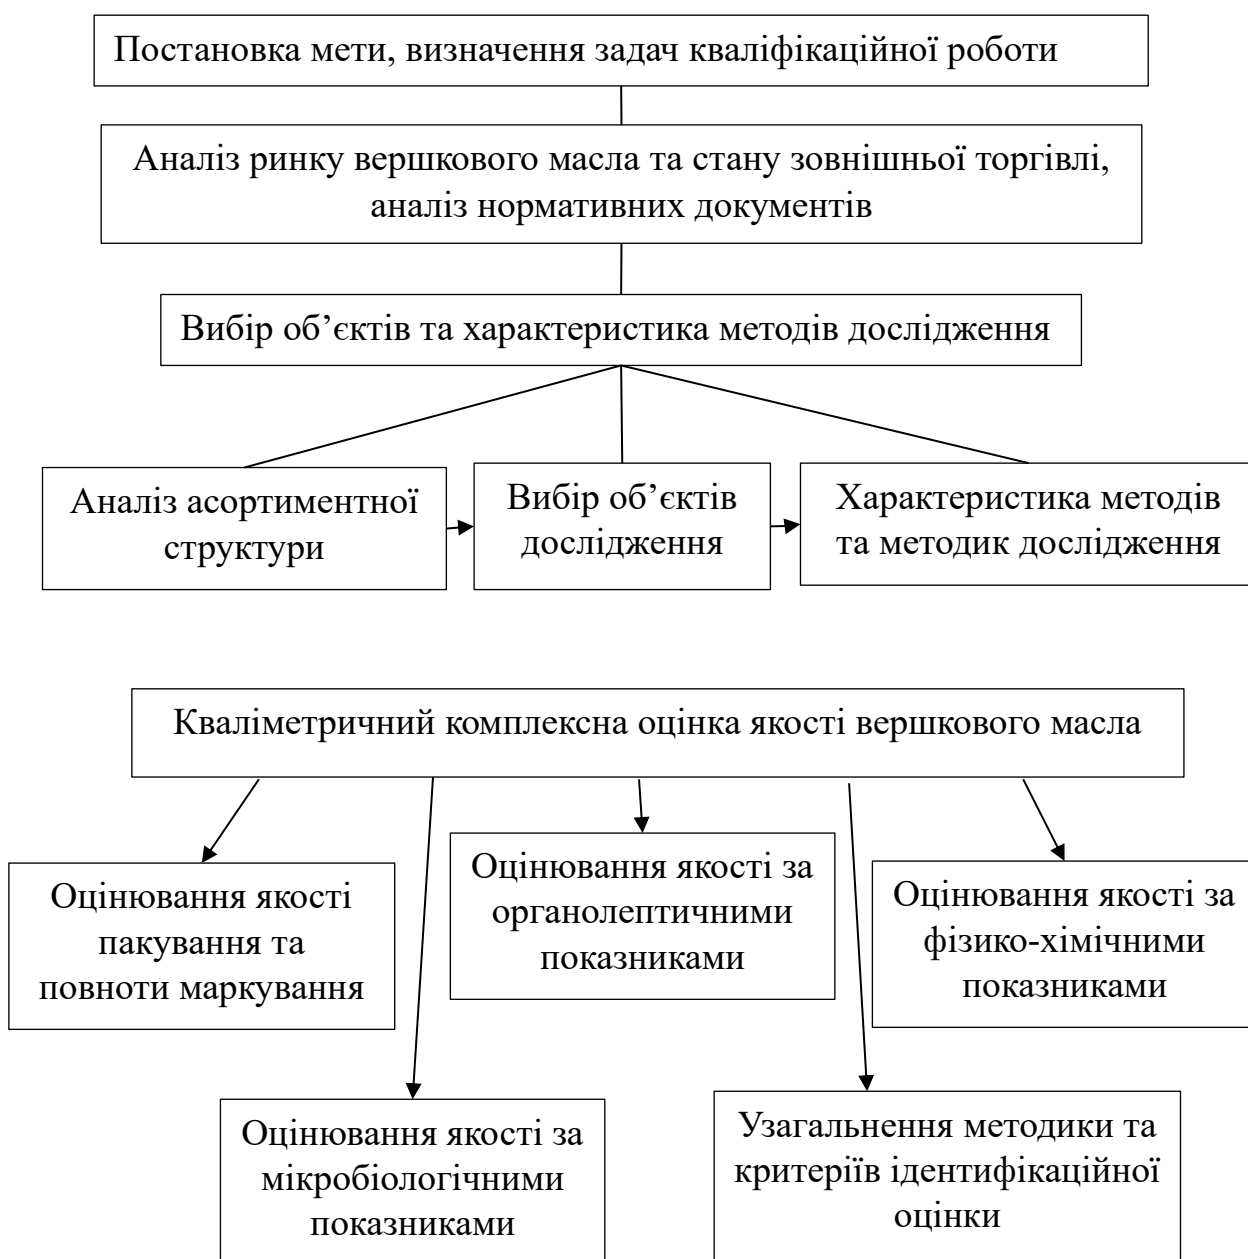 Постановка мети, визначення задач кваліфікаційної роботи
Аналіз ринку вершкового масла та стану зовнішньої торгівлі,
аналіз нормативних документів
Вибір об’єктів та характеристика методів дослідження
Аналіз асортиментної
структури
Вибір об’єктів
дослідження
Характеристика методів
та методик дослідження
Кваліметричний комплексна оцінка якості вершкового масла
Оцінювання якості
пакування та
повноти маркування
Оцінювання якості за
органолептичними
показниками
Оцінювання якості за
фізико-хімічними
показниками
Оцінювання якості за
мікробіологічними
показниками
Узагальнення методики та
критеріїв ідентифікаційної
оцінки